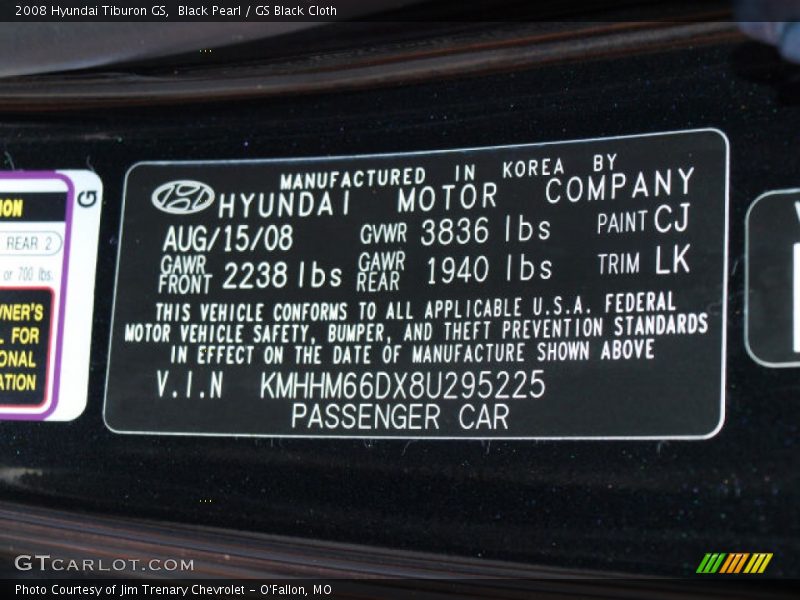 2008 Hyundai Tiburon GS,  Black Pearl / GS Black Cloth
MANUFACTURED IN KOREA BY
HYUNDAI MOTOR COMPANY
AUG/15/08 GVWR 3836 lbs PAINT CJ
GAWR FRONT 2238 lbs GAWR REAR 1940 lbs TRIM LK
THIS VEHICLE CONFORMS TO ALL APPLICABLE U.S.A. FEDERAL
MOTOR VEHICLE SAFETY, BUMPER, AND THEFT PREVENTION STANDARDS
IN EFFECT ON THE DATE OF MANUFACTURE SHOWN ABOVE
V.I.N KMHHM66DX8U295225
PASSENGER CAR
G
REAR 2
or 700 lbs.
FOR
GTCARLOT.COM
Photo Courtesy of Jim Trenary Chevrolet - O'Fallon, MO